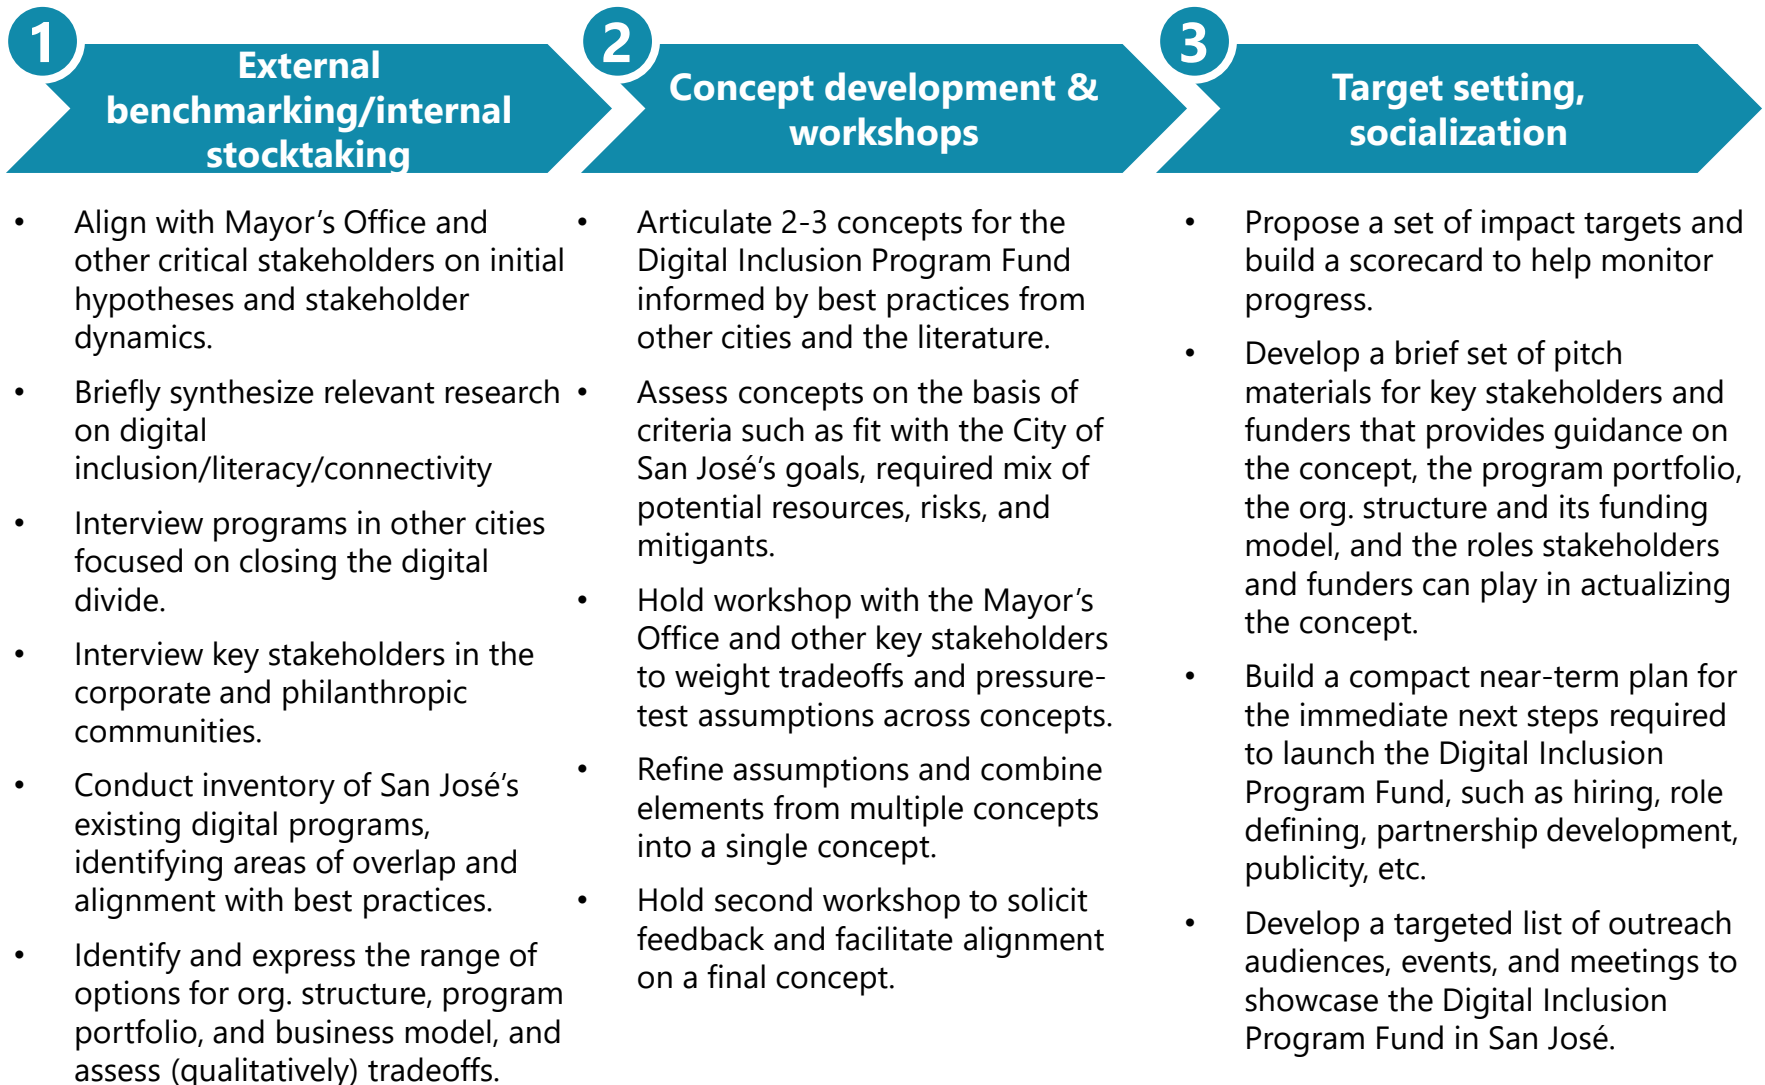 1
External
benchmarking/internal
stocktaking
• Align with Mayor’s Office and
other critical stakeholders on initial
hypotheses and stakeholder
dynamics.
• Briefly synthesize relevant research
on digital
inclusion/literacy/connectivity
• Interview programs in other cities
focused on closing the digital
divide.
• Interview key stakeholders in the
corporate and philanthropic
communities.
• Conduct inventory of San José’s
existing digital programs,
identifying areas of overlap and
alignment with best practices.
• Identify and express the range of
options for org. structure, program
portfolio, and business model, and
assess (qualitatively) tradeoffs.
2
Concept development &
workshops
• Articulate 2-3 concepts for the
Digital Inclusion Program Fund
informed by best practices from
other cities and the literature.
• Assess concepts on the basis of
criteria such as fit with the City of
San José’s goals, required mix of
potential resources, risks, and
mitigants.
• Hold workshop with the Mayor’s
Office and other key stakeholders
to weight tradeoffs and pressure-
test assumptions across concepts.
• Refine assumptions and combine
elements from multiple concepts
into a single concept.
• Hold second workshop to solicit
feedback and facilitate alignment
on a final concept.
3
Target setting,
socialization
• Propose a set of impact targets and
build a scorecard to help monitor
progress.
• Develop a brief set of pitch
materials for key stakeholders and
funders that provides guidance on
the concept, the program portfolio,
the org. structure and its funding
model, and the roles stakeholders
and funders can play in actualizing
the concept.
• Build a compact near-term plan for
the immediate next steps required
to launch the Digital Inclusion
Program Fund, such as hiring, role
defining, partnership development,
publicity, etc.
• Develop a targeted list of outreach
audiences, events, and meetings to
showcase the Digital Inclusion
Program Fund in San José.